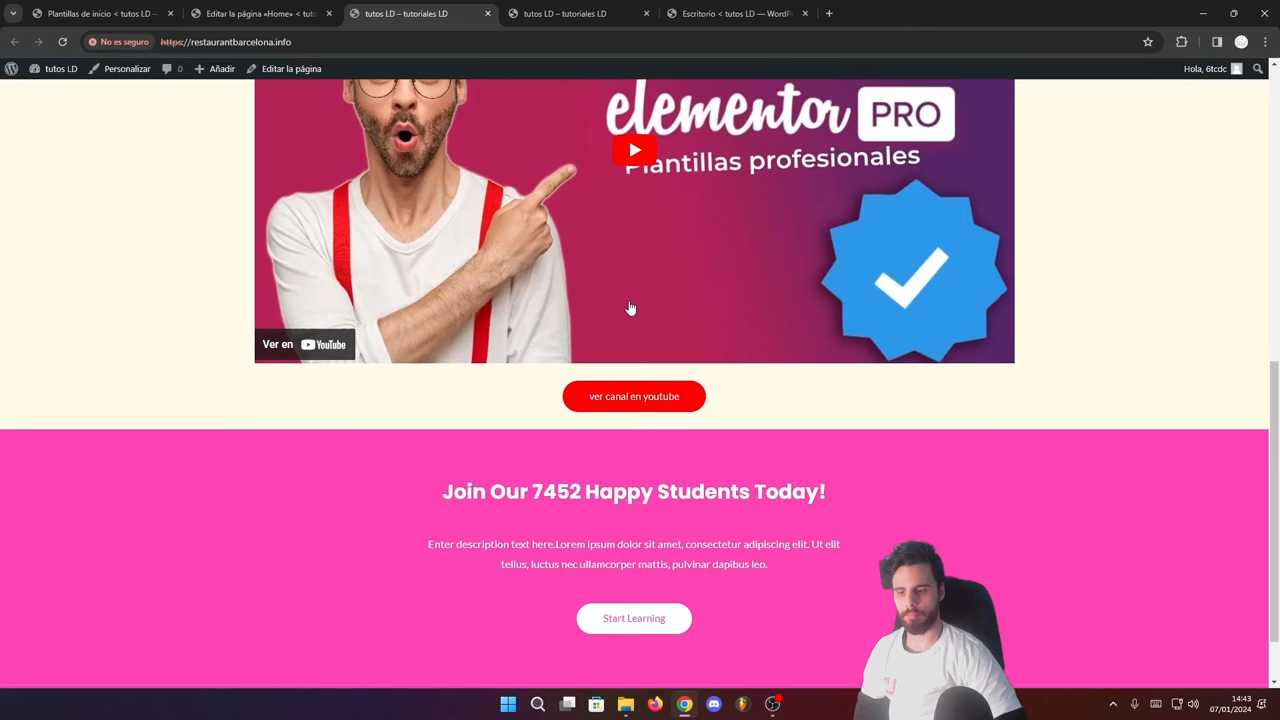 Plantillas de inicio < tutos LD –
Editar la página «Home» < tut
tutos LD – tutoriales LD
tutos LD – tutoriales LD
Escritorio < tutos LD — WordPr
No es seguro
https://restaurantbarcelona.info
tutos LD
Personalizar
0
Añadir
Editar la página
Hola, 6tcdc
elementor PRO
Plantillas profesionales
Ver en YouTube
ver canal en youtube
Join Our 7452 Happy Students Today!
Enter description text here.Lorem ipsum dolor sit amet, consectetur adipiscing elit. Ut elit
tellus, luctus nec ullamcorper mattis, pulvinar dapibus leo.
Start Learning
14:43
07/01/2024